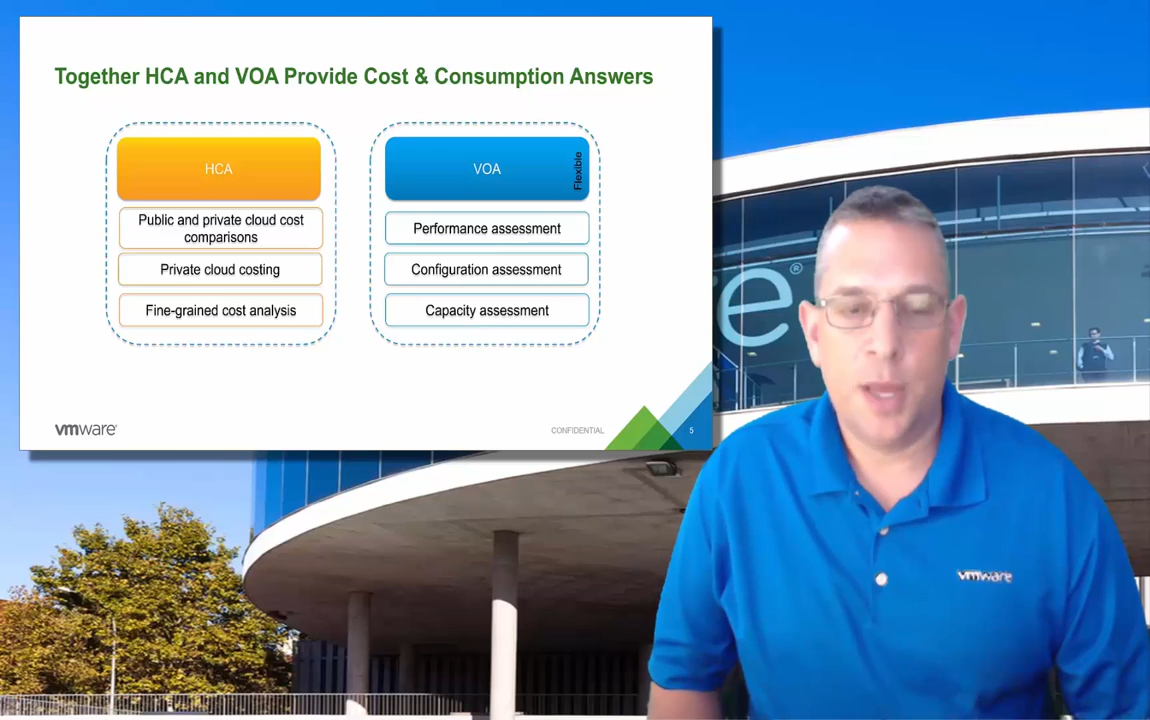 Together HCA and VOA Provide Cost & Consumption Answers
HCA
Public and private cloud cost
comparisons
Private cloud costing
Fine-grained cost analysis
VOA
Flexible
Performance assessment
Configuration assessment
Capacity assessment
vmware
CONFIDENTIAL
5
e®
vmware